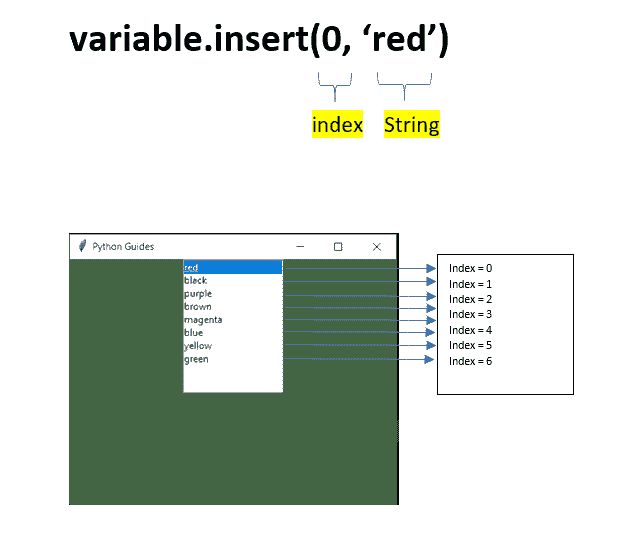 variable.insert(0, ‘red’)
index String
Python Guides
red
black
purple
brown
magenta
blue
yellow
green
Index = 0
Index = 1
Index = 2
Index = 3
Index = 4
Index = 5
Index = 6